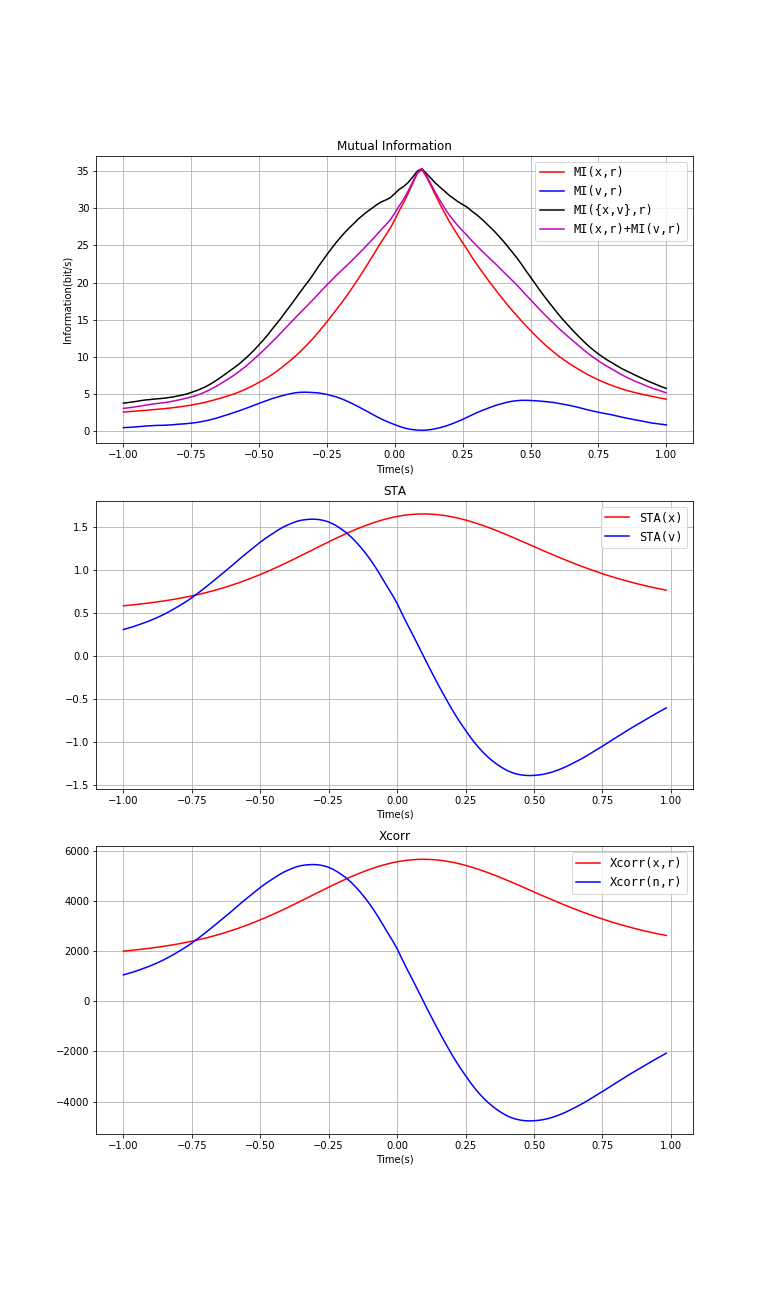 Mutual Information
35
30
25
20
15
10
5
0
Information(bit/s)
MI(x,r)
MI(v,r)
MI({x,v},r)
MI(x,r)+MI(v,r)
−1.00 −0.75 −0.50 −0.25 0.00 0.25 0.50 0.75 1.00
Time(s)
STA
1.5
1.0
0.5
0.0
−0.5
−1.0
−1.5
STA(x)
STA(v)
−1.00 −0.75 −0.50 −0.25 0.00 0.25 0.50 0.75 1.00
Time(s)
Xcorr
6000
4000
2000
0
−2000
−4000
Xcorr(x,r)
Xcorr(n,r)
−1.00 −0.75 −0.50 −0.25 0.00 0.25 0.50 0.75 1.00
Time(s)